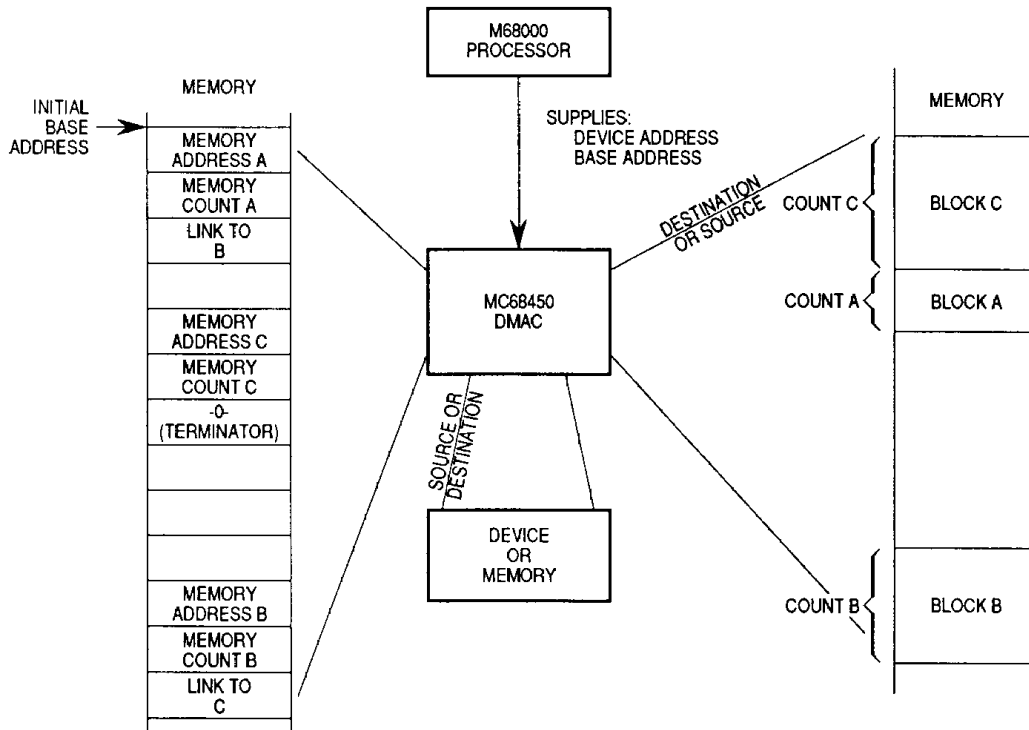 M68000
PROCESSOR
MEMORY
INITIAL
BASE
ADDRESS
MEMORY
ADDRESS A
MEMORY
COUNT A
LINK TO
B
MEMORY
ADDRESS C
MEMORY
COUNT C
-0-
(TERMINATOR)
MEMORY
ADDRESS B
MEMORY
COUNT B
LINK TO
C
SUPPLIES:
DEVICE ADDRESS
BASE ADDRESS
MC68450
DMAC
SOURCE OR
DESTINATION
DEVICE
OR
MEMORY
DESTINATION
OR SOURCE
MEMORY
COUNT C
BLOCK C
COUNT A
BLOCK A
COUNT B
BLOCK B